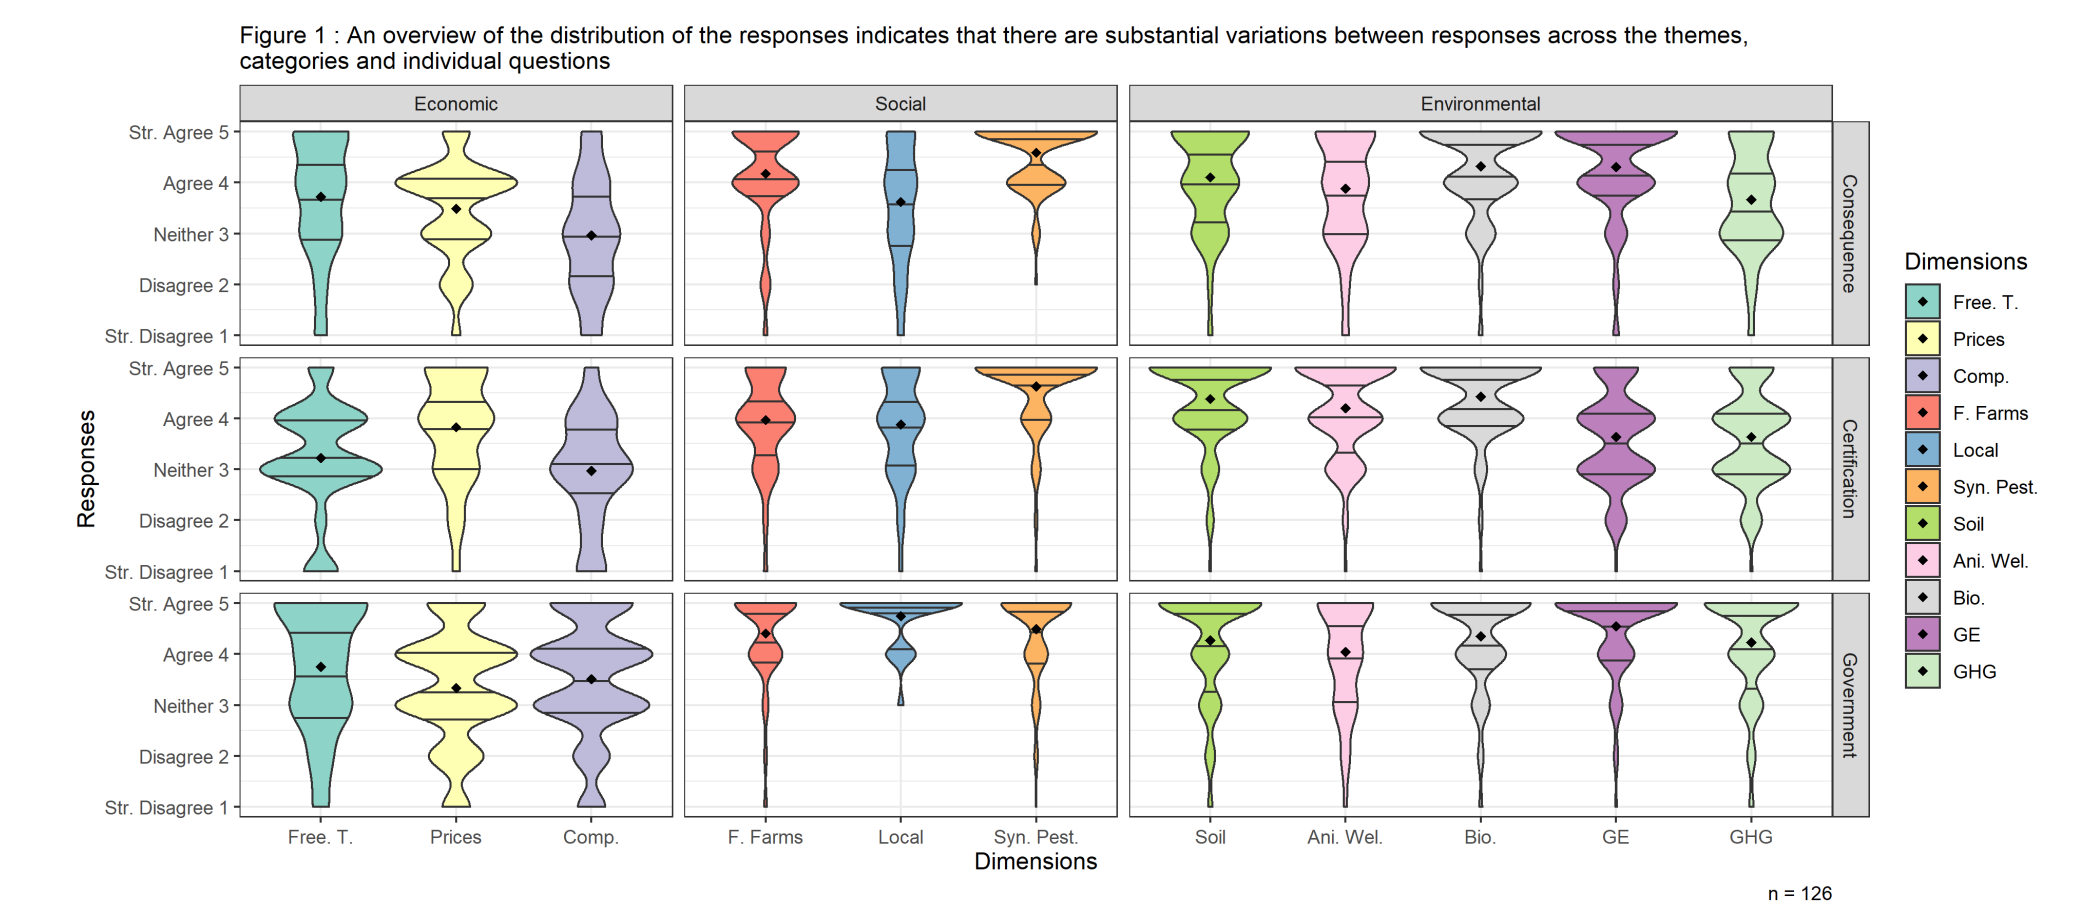 Figure 1 : An overview of the distribution of the responses indicates that there are substantial variations between responses across the themes,
categories and individual questions
Economic
Social
Environmental
Str. Agree 5
Agree 4
Neither 3
Disagree 2
Str. Disagree 1
Consequence
Str. Agree 5
Agree 4
Neither 3
Disagree 2
Str. Disagree 1
Certification
Str. Agree 5
Agree 4
Neither 3
Disagree 2
Str. Disagree 1
Government
Responses
Free. T.
Prices
Comp.
F. Farms
Local
Syn. Pest.
Soil
Ani. Wel.
Bio.
GE
GHG
Dimensions
Dimensions
Free. T.
Prices
Comp.
F. Farms
Local
Syn. Pest.
Soil
Ani. Wel.
Bio.
GE
GHG
n = 126